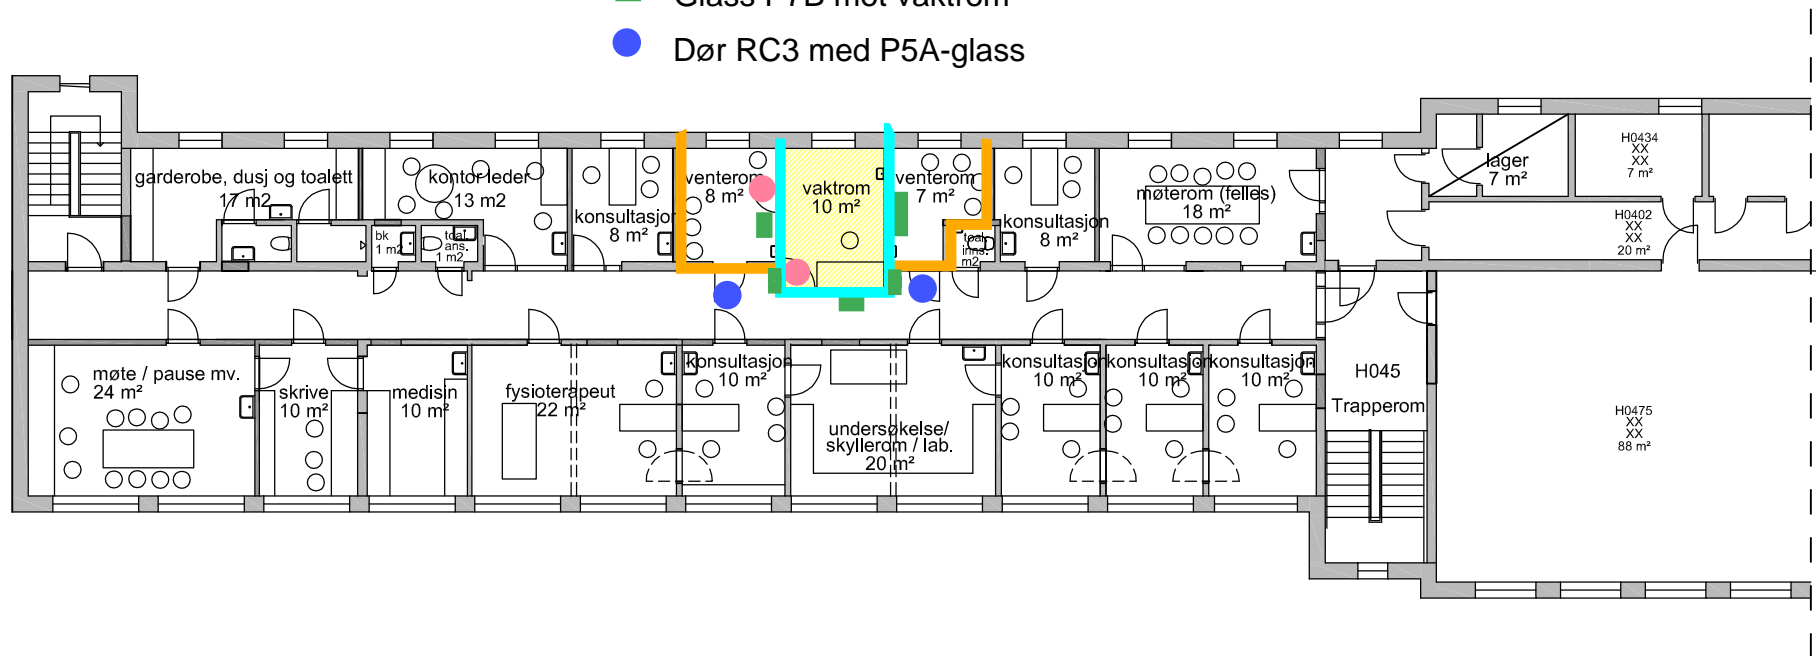 Glass P7B mot vaktrom
Dør RC3 med P5A-glass
garderobe, dusj og toalett
17 m2
kontor leder
13 m2
konsultasjon
8 m²
venterom
8 m²
vaktrom
10 m²
venterom
7 m²
konsultasjon
8 m²
møterom (felles)
18 m²
lager
7 m²
H0434
XX
XX
7 m²
H0402
XX
XX
20 m²
bk
1 m2
toal.
ans.
1 m2
toal.
inns.
m2
møte / pause mv.
24 m²
skrive
10 m²
medisin
10 m²
fysioterapeut
22 m²
konsultasjon
10 m²
undersøkelse/
skyllerom / lab.
20 m²
konsultasjon
10 m²
konsultasjon
10 m²
konsultasjon
10 m²
H045
Trapperom
H0475
XX
XX
88 m²